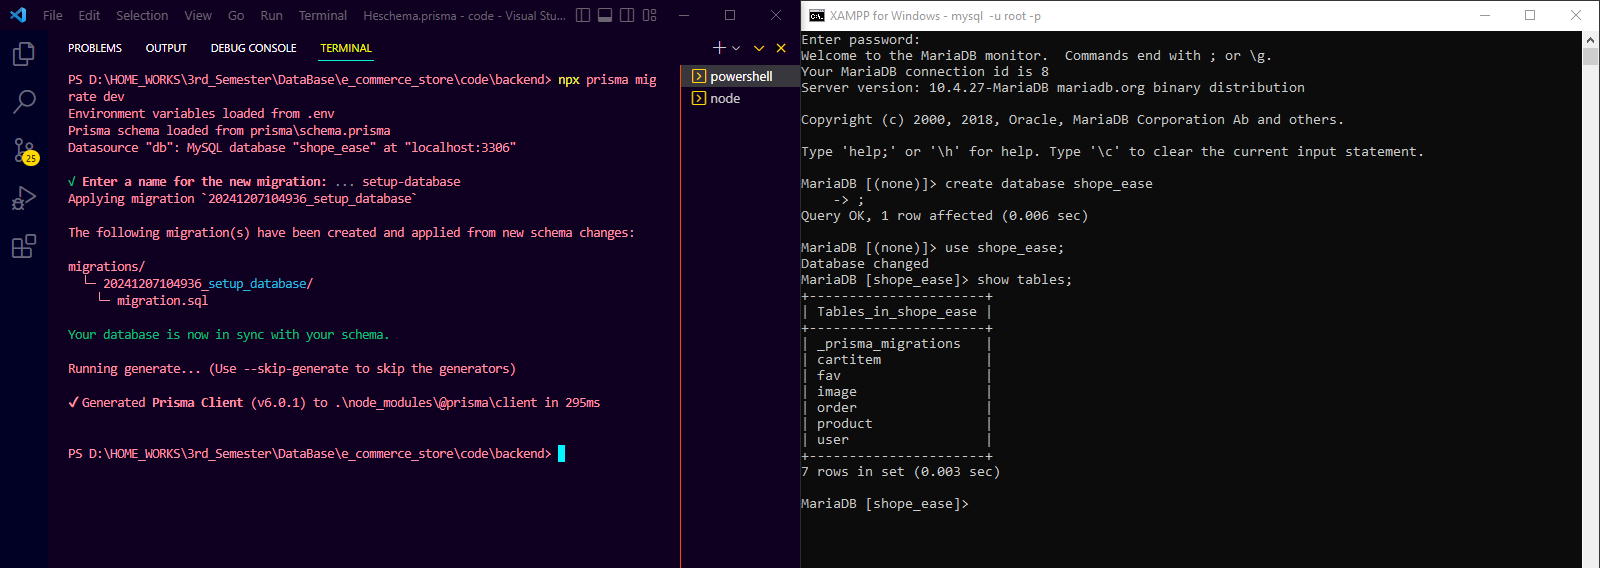 File Edit Selection View Go Run Terminal Heschema.prisma - code - Visual Stu...
PROBLEMS OUTPUT DEBUG CONSOLE TERMINAL
PS D:\HOME_WORKS\3rd_Semester\DataBase\e_commerce_store\code\backend> npx prisma mig
rate dev
Environment variables loaded from .env
Prisma schema loaded from prisma\schema.prisma
Datasource "db": MySQL database "shope_ease" at "localhost:3306"
√ Enter a name for the new migration: ... setup-database
Applying migration `20241207104936_setup_database`
The following migration(s) have been created and applied from new schema changes:
migrations/
└─ 20241207104936_setup_database/
└─ migration.sql
Your database is now in sync with your schema.
Running generate... (Use --skip-generate to skip the generators)
✔ Generated Prisma Client (v6.0.1) to .\node_modules\@prisma\client in 295ms
PS D:\HOME_WORKS\3rd_Semester\DataBase\e_commerce_store\code\backend>
powershell
node
25
XAMPP for Windows - mysql -u root -p
Enter password:
Welcome to the MariaDB monitor.  Commands end with ; or \g.
Your MariaDB connection id is 8
Server version: 10.4.27-MariaDB mariadb.org binary distribution
Copyright (c) 2000, 2018, Oracle, MariaDB Corporation Ab and others.
Type 'help;' or '\h' for help. Type '\c' to clear the current input statement.
MariaDB [(none)]> create database shope_ease
-> ;
Query OK, 1 row affected (0.006 sec)
MariaDB [(none)]> use shope_ease;
Database changed
MariaDB [shope_ease]> show tables;
+----------------------+
| Tables_in_shope_ease |
+----------------------+
| _prisma_migrations   |
| cartitem             |
| fav                  |
| image                |
| order                |
| product              |
| user                 |
+----------------------+
7 rows in set (0.003 sec)
MariaDB [shope_ease]>